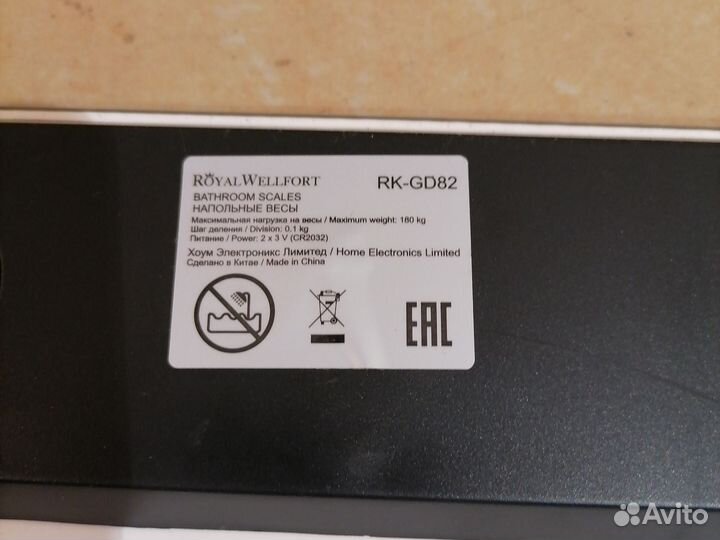 ROYALWELLFORT RK-GD82
BATHROOM SCALES
НАПОЛЬНЫЕ ВЕСЫ
Максимальная нагрузка на весы / Maximum weight: 180 kg
Шаг деления / Division: 0.1 kg
Питание / Power: 2 x 3 V (CR2032)
Хоум Электроникс Лимитед / Home Electronics Limited
Сделано в Китае / Made in China
EAC
Avito